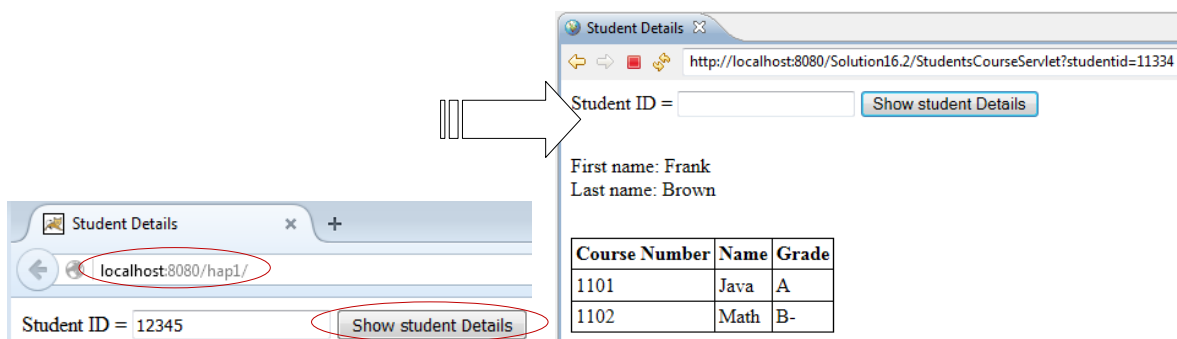 Student Details
localhost:8080/hap1/
Student ID = 12345 Show student Details
Student Details
http://localhost:8080/Solution16.2/StudentsCourseServlet?studentid=11334
Student ID = Show student Details
First name: Frank
Last name: Brown
Course Number Name Grade
1101 Java A
1102 Math B-